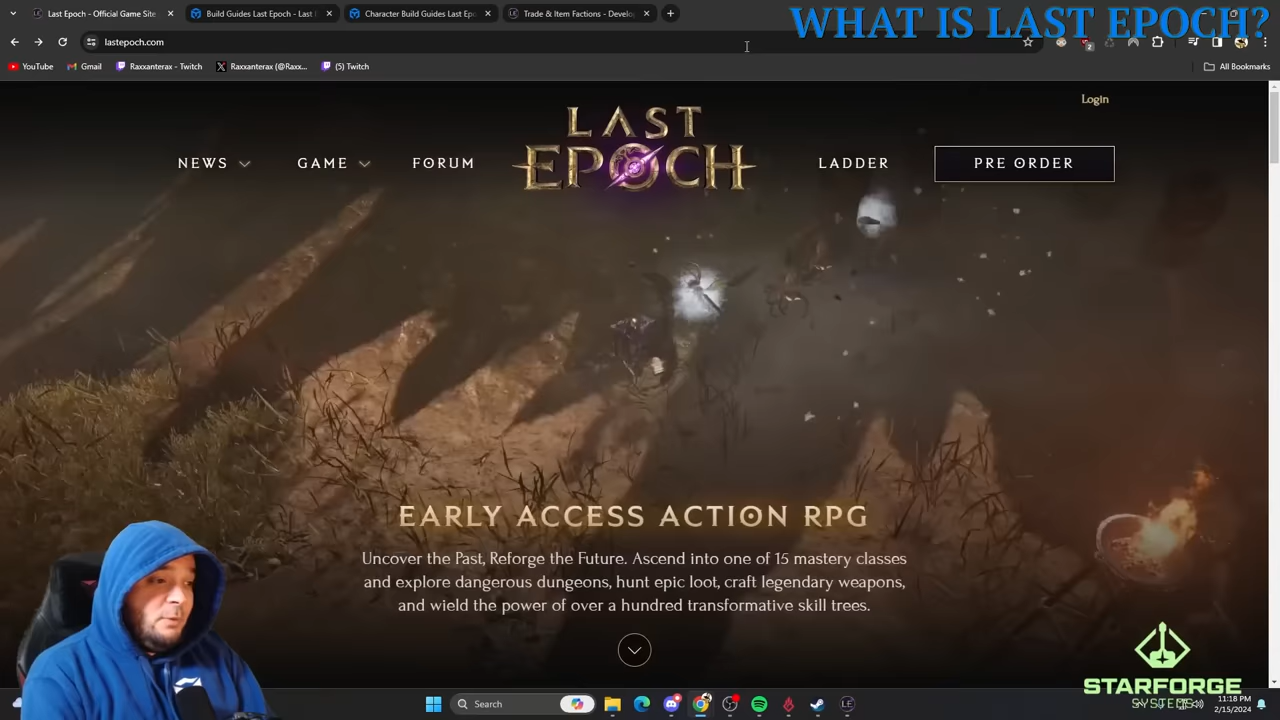 WHAT IS LAST EPOCH?
Last Epoch - Official Game Site
Build Guides Last Epoch - Last
Character Build Guides Last Epo
Trade & Item Factions - Develo
lastepoch.com
2
YouTube
Gmail
Raxxanterax - Twitch
Raxxanterax (@Raxx...
(5) Twitch
All Bookmarks
Login
NEWS
GAME
FORUM
LAST
EPOCH
LADDER
PRE ORDER
EARLY ACCESS ACTION RPG
Uncover the Past, Reforge the Future. Ascend into one of 15 mastery classes
and explore dangerous dungeons, hunt epic loot, craft legendary weapons,
and wield the power of over a hundred transformative skill trees.
STARFORGE
SYSTEMS
Search
LE
11:18 PM
2/15/2024